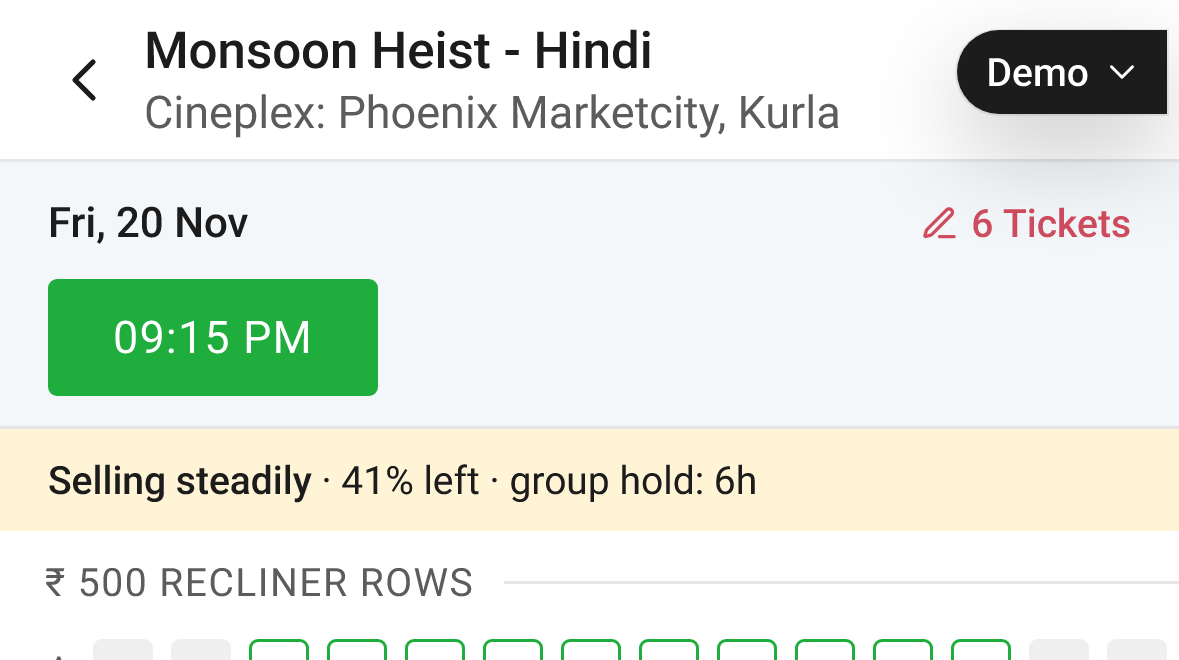 Monsoon Heist - Hindi
Cineplex: Phoenix Marketcity, Kurla
Demo
Fri, 20 Nov
6 Tickets
09:15 PM
Selling steadily · 41% left · group hold: 6h
₹ 500 RECLINER ROWS